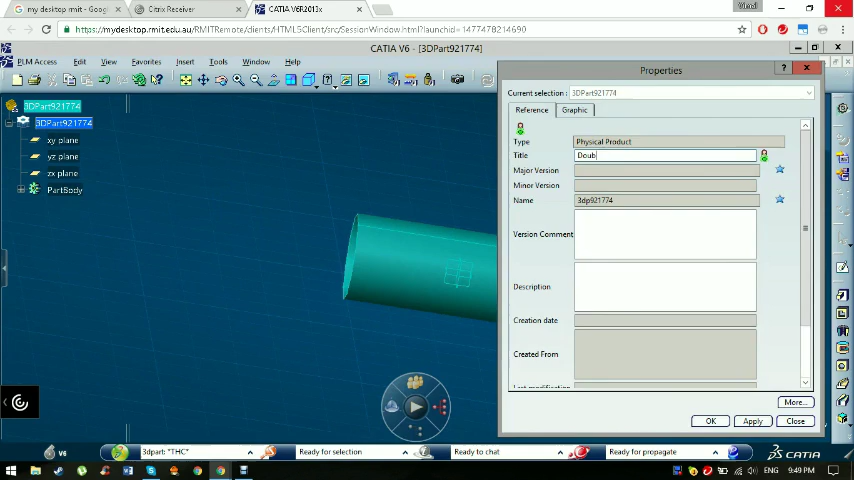 my desktop rmit - Googl
Citrix Receiver
CATIA V6R2013x
Vimal
https://mydesktop.rmit.edu.au/RMITRemote/clients/HTML5Client/src/SessionWindow.html?launchid=1477478214690
CATIA V6 - [3DPart921774]
PLM Access Edit View Favorites Insert Tools Window Help
Properties
Current selection : 3DPart921774
Reference Graphic
3DPart921774
3DPart921774
xy plane
yz plane
zx plane
PartBody
Type Physical Product
Title Doub
Major Version
Minor Version
Name 3dp921774
Version Comment
Description
Creation date
Created From
Last modification
More...
OK Apply Close
V6 3dpart: "THC" Ready for selection Ready to chat Ready for propagate CATIA
ENG 9:49 PM